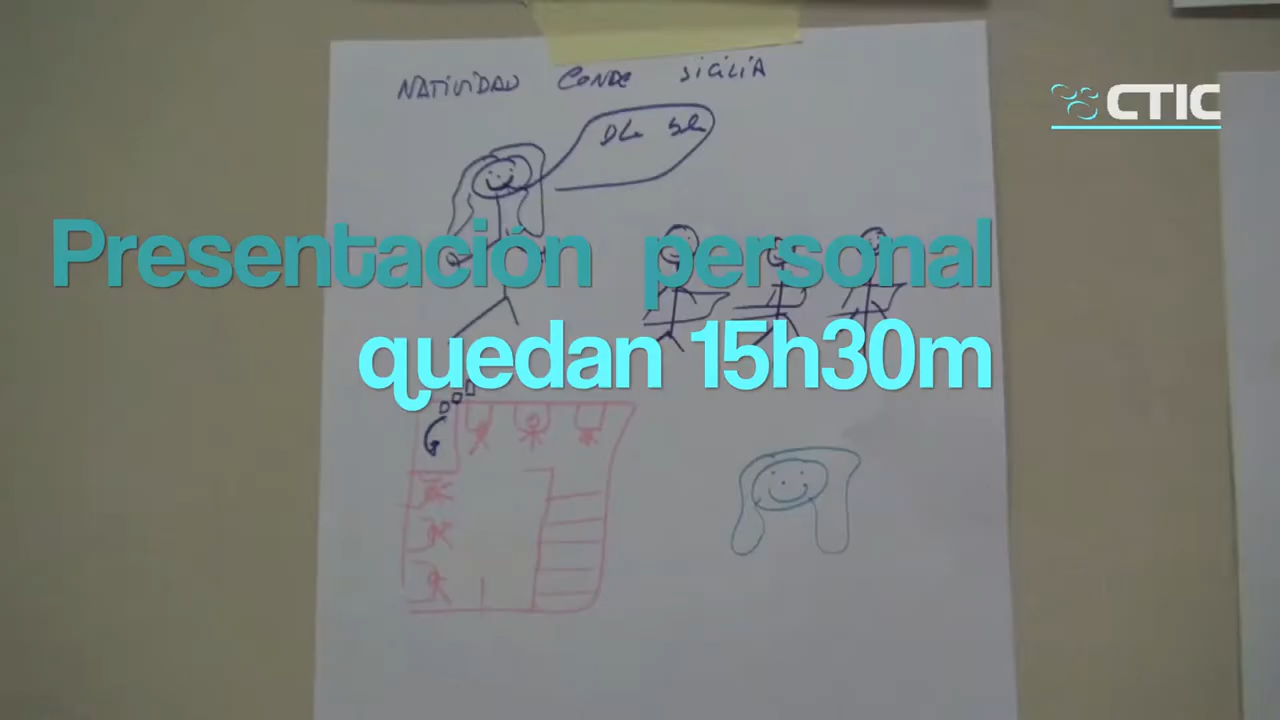 NATIVIDAD CONDE SICILIA
CTIC
Presentación personal
quedan 15h30m